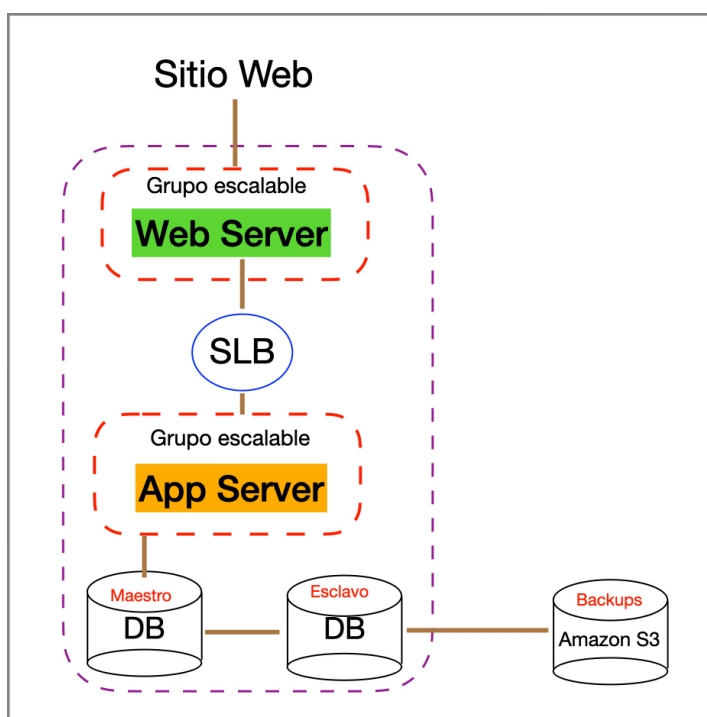 Sitio Web
Grupo escalable
Web Server
SLB
Grupo escalable
App Server
Maestro
DB
Esclavo
DB
Backups
Amazon S3